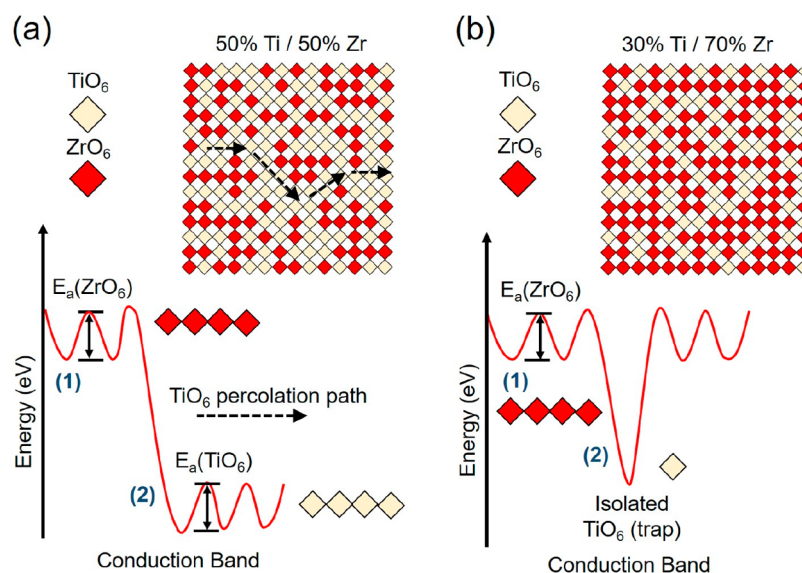 (a)
50% Ti / 50% Zr
TiO₆
ZrO₆
Eₐ(ZrO₆)
(1)
TiO₆ percolation path
Eₐ(TiO₆)
(2)
Energy (eV)
Conduction Band
(b)
30% Ti / 70% Zr
TiO₆
ZrO₆
Eₐ(ZrO₆)
(1)
(2)
Isolated
TiO₆ (trap)
Energy (eV)
Conduction Band